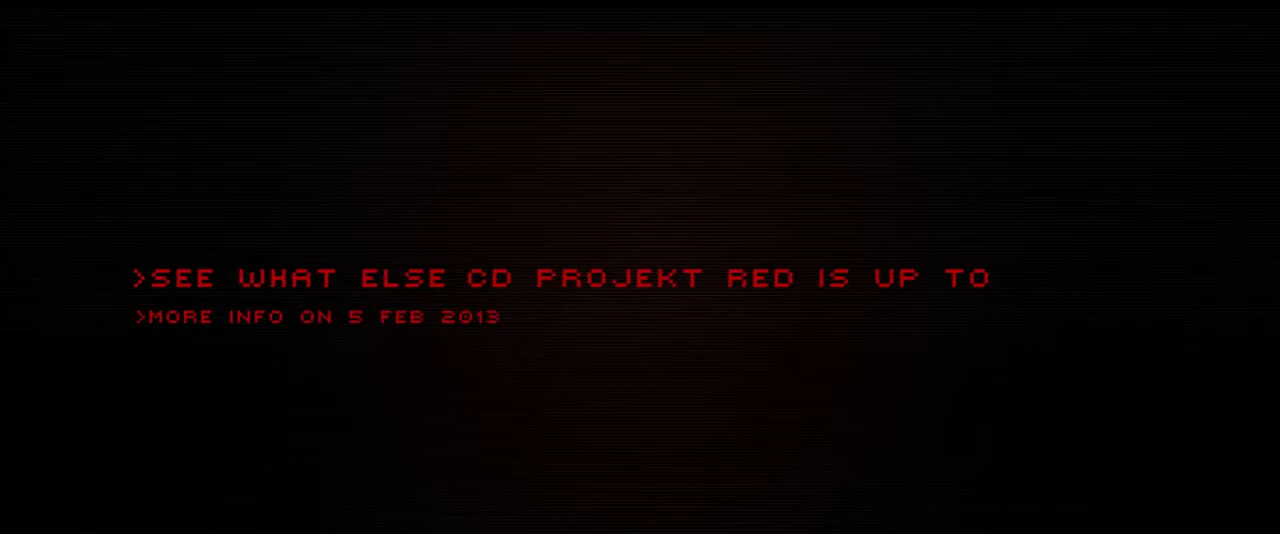 >SEE WHAT ELSE CD PROJEKT RED IS UP TO
>MORE INFO ON 5 FEB 2013